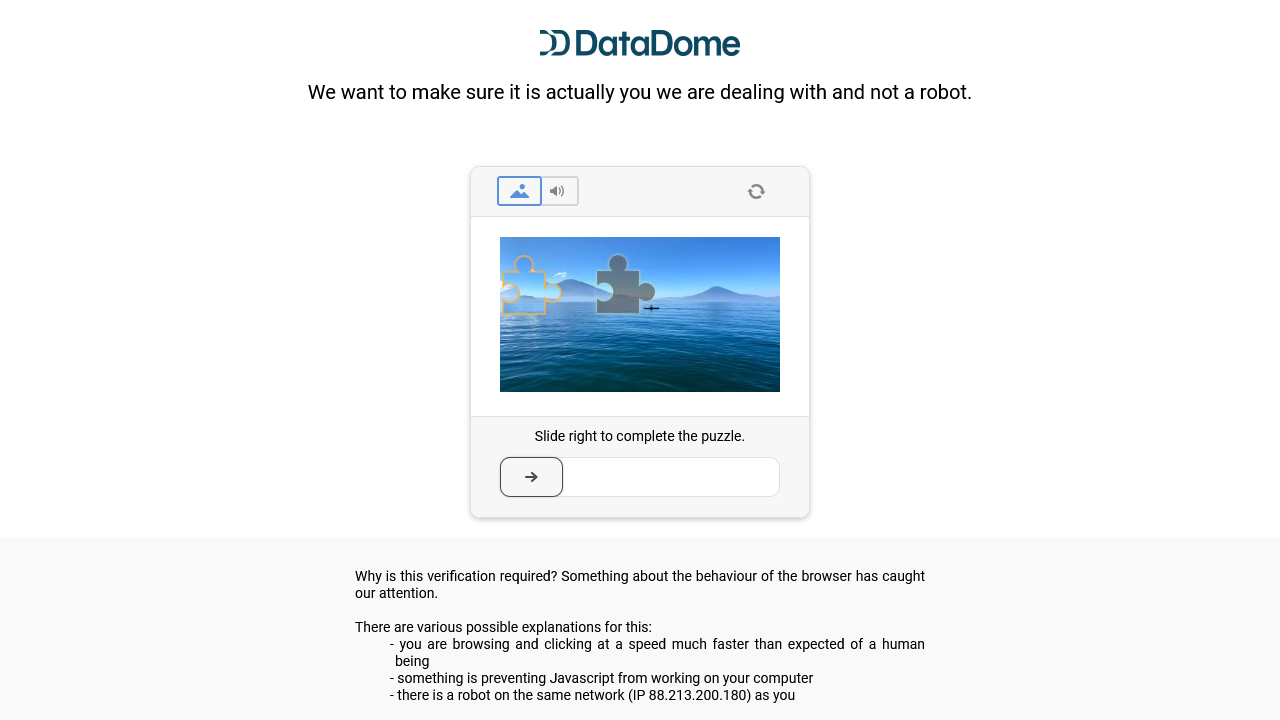 DataDome
We want to make sure it is actually you we are dealing with and not a robot.
Slide right to complete the puzzle.
Why is this verification required? Something about the behaviour of the browser has caught
our attention.
There are various possible explanations for this:
- you are browsing and clicking at a speed much faster than expected of a human
being
- something is preventing Javascript from working on your computer
- there is a robot on the same network (IP 88.213.200.180) as you